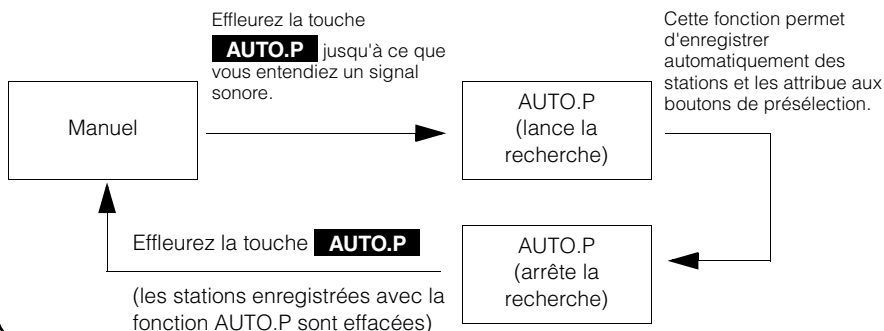 Effleurez la touche
AUTO.P jusqu'à ce que
vous entendiez un signal
sonore.
Cette fonction permet
d'enregistrer
automatiquement des
stations et les attribue aux
boutons de présélection.
Manuel
AUTO.P
(lance la
recherche)
Effleurez la touche AUTO.P
(les stations enregistrées avec la
fonction AUTO.P sont effacées)
AUTO.P
(arrête la
recherche)